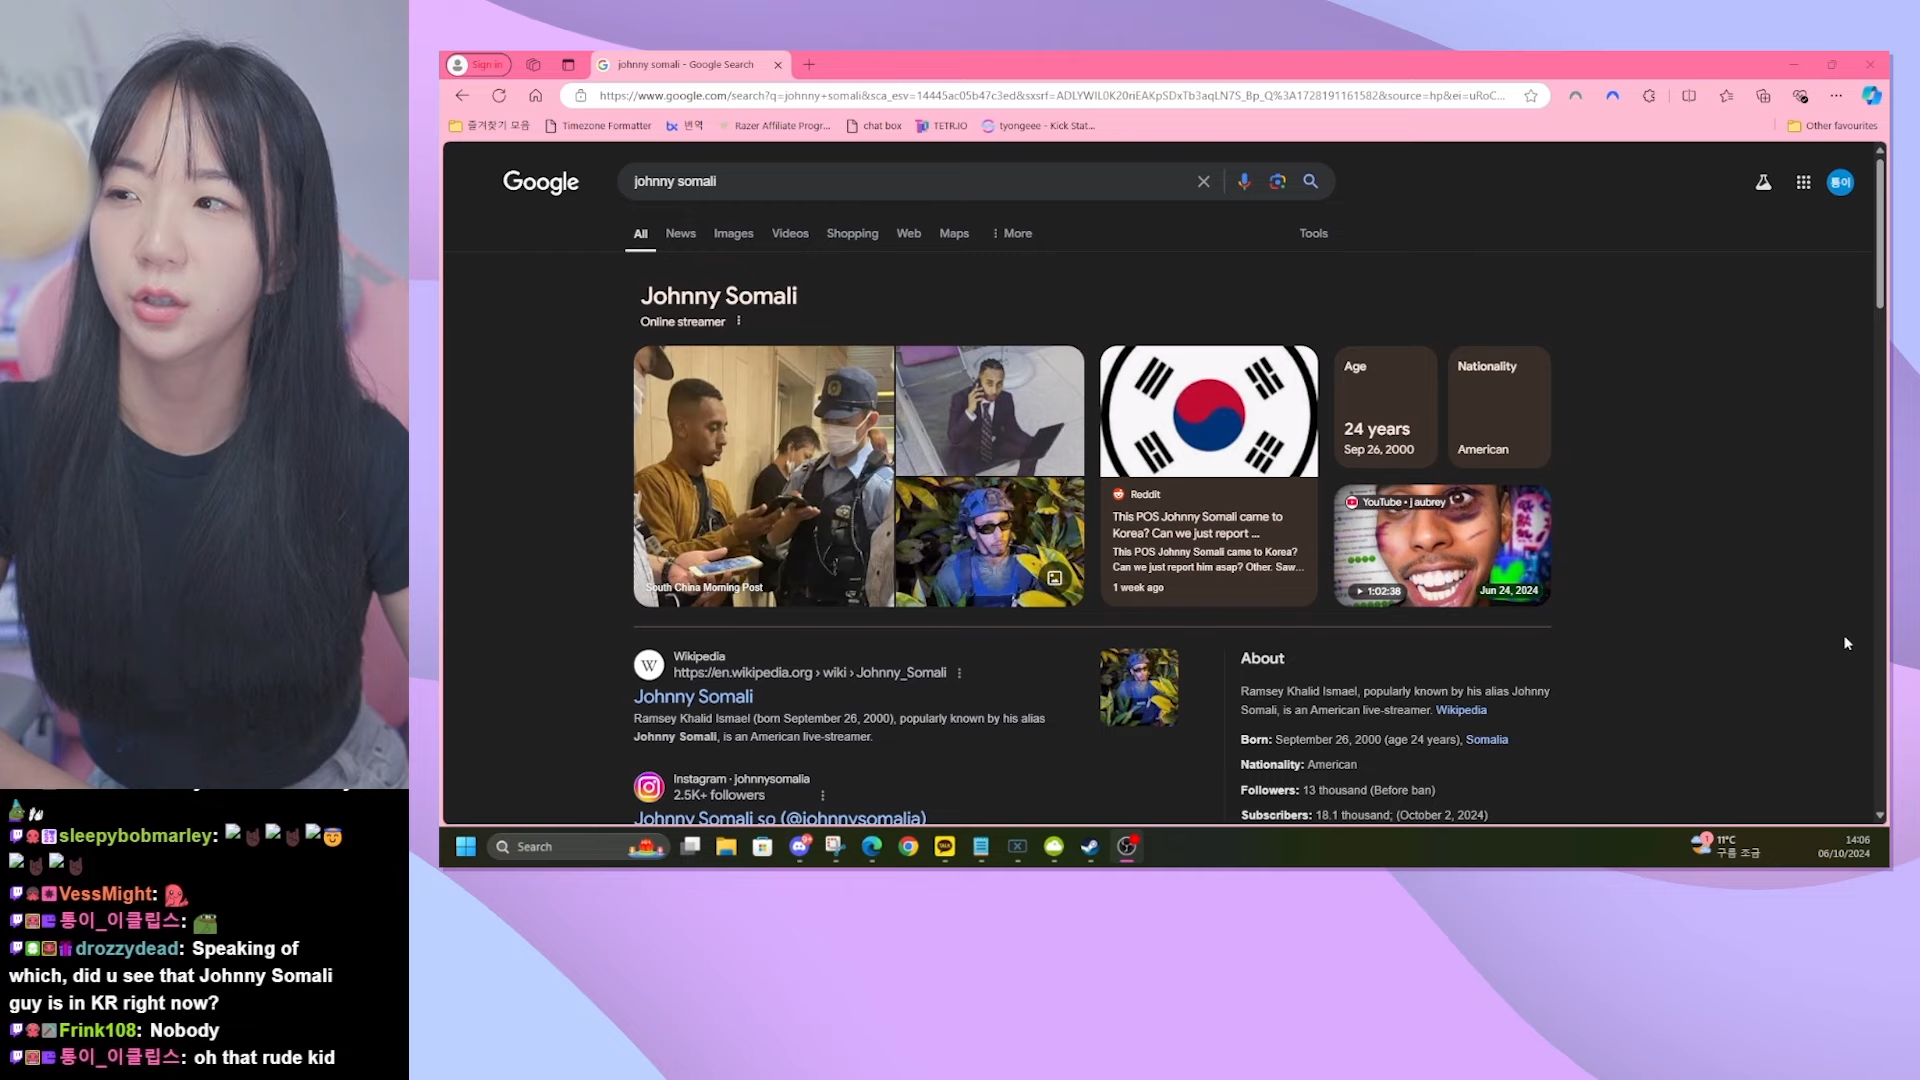 Sign in
johnny somali - Google Search
https://www.google.com/search?q=johnny+somali&sca_esv=14445ac05b47c3ed&sxsrf=ADLYWIL0K20riEAKpSDxTb3aqLN7S_Bp_Q%3A1728191161582&source=hp&ei=uRoC...
즐겨찾기 모음
Timezone Formatter
번역
Razer Affiliate Progr...
chat box
TETR.IO
tyongeee - Kick Stat...
Other favourites
Google
johnny somali
통이
All
News
Images
Videos
Shopping
Web
Maps
More
Tools
Johnny Somali
Online streamer
South China Morning Post
Reddit
This POS Johnny Somali came to
Korea? Can we just report ...
This POS Johnny Somali came to Korea?
Can we just report him asap? Other. Saw...
1 week ago
Age
24 years
Sep 26, 2000
Nationality
American
YouTube • j aubrey
1:02:38
Jun 24, 2024
W
Wikipedia
https://en.wikipedia.org › wiki › Johnny_Somali
Johnny Somali
Ramsey Khalid Ismael (born September 26, 2000), popularly known by his alias
Johnny Somali, is an American live-streamer.
Instagram · johnnysomalia
2.5K+ followers
Johnny Somali so (@johnnysomalia)
About
Ramsey Khalid Ismael, popularly known by his alias Johnny
Somali, is an American live-streamer. Wikipedia
Born: September 26, 2000 (age 24 years), Somalia
Nationality: American
Followers: 13 thousand (Before ban)
Subscribers: 18.1 thousand; (October 2, 2024)
Search
11°C
구름 조금
14:06
06/10/2024
sleepybobmarley:
VessMight:
통이_이클립스:
drozzydead: Speaking of
which, did u see that Johnny Somali
guy is in KR right now?
Frink108: Nobody
통이_이클립스: oh that rude kid